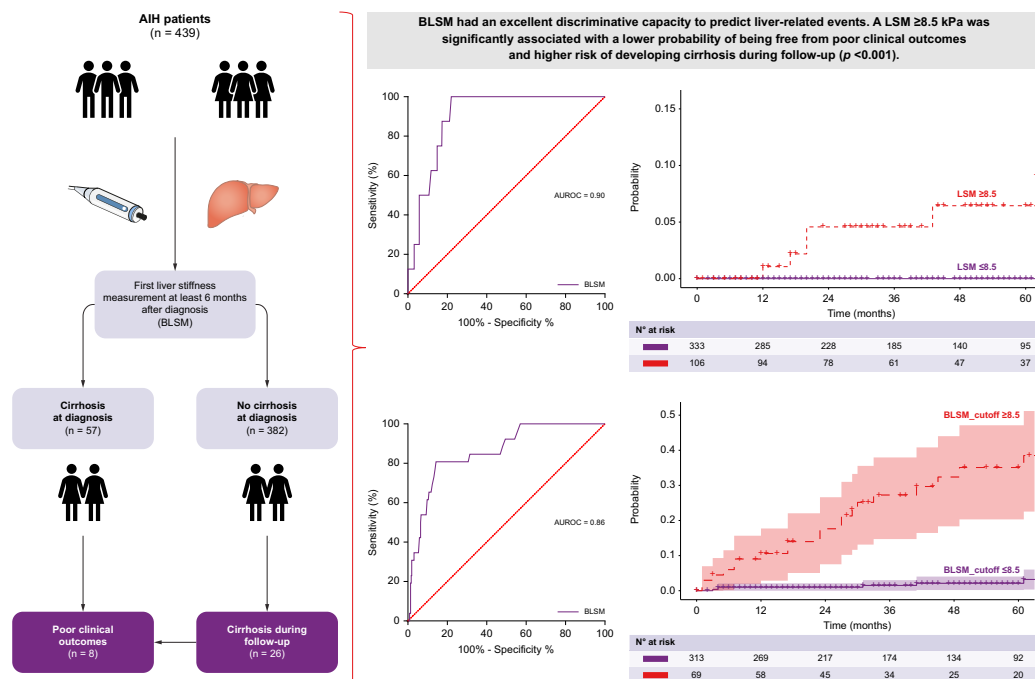 AIH patients
(n = 439)
First liver stiffness
measurement at least 6 months
after diagnosis
(BLSM)
Cirrhosis
at diagnosis
(n = 57)
No cirrhosis
at diagnosis
(n = 382)
Poor clinical
outcomes
(n = 8)
Cirrhosis during
follow-up
(n = 26)
BLSM had an excellent discriminative capacity to predict liver-related events. A LSM ≥8.5 kPa was
significantly associated with a lower probability of being free from poor clinical outcomes
and higher risk of developing cirrhosis during follow-up (p <0.001).
Sensitivity (%)
100
80
60
40
20
0
AUROC = 0.90
BLSM
0 20 40 60 80 100
100% - Specificity %
Probability
0.15
0.10
0.05
0.00
LSM ≥8.5
LSM ≤8.5
0 12 24 36 48 60
Time (months)
N° at risk
333 285 228 185 140 95
106 94 78 61 47 37
Sensitivity (%)
100
80
60
40
20
0
AUROC = 0.86
BLSM
0 20 40 60 80 100
100% - Specificity %
Probability
0.5
0.4
0.3
0.2
0.1
0.0
BLSM_cutoff ≥8.5
BLSM_cutoff ≤8.5
0 12 24 36 48 60
Time (months)
N° at risk
313 269 217 174 134 92
69 58 45 34 25 20